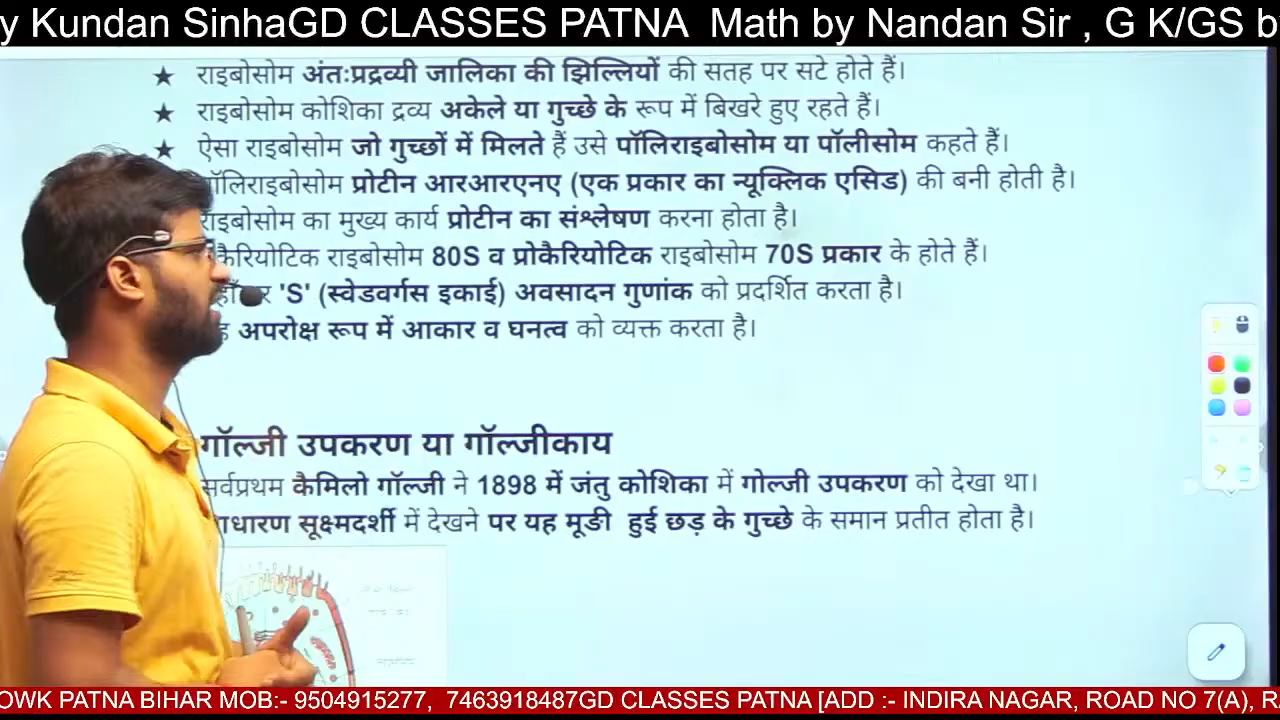 y Kundan SinhaGD CLASSES PATNA Math by Nandan Sir , G K/GS b
★ राइबोसोम अंतःप्रद्रव्यी जालिका की झिल्लियों की सतह पर सटे होते हैं।
★ राइबोसोम कोशिका द्रव्य अकेले या गुच्छे के रूप में बिखरे हुए रहते हैं।
★ ऐसा राइबोसोम जो गुच्छों में मिलते हैं उसे पॉलिराइबोसोम या पॉलीसोम कहते हैं।
ॉलिराइबोसोम प्रोटीन आरआरएनए (एक प्रकार का न्यूक्लिक एसिड) की बनी होती है।
राइबोसोम का मुख्य कार्य प्रोटीन का संश्लेषण करना होता है।
कैरियोटिक राइबोसोम 80S व प्रोकैरियोटिक राइबोसोम 70S प्रकार के होते हैं।
'S' (स्वेडवर्गस इकाई) अवसादन गुणांक को प्रदर्शित करता है।
अपरोक्ष रूप में आकार व घनत्व को व्यक्त करता है।
गॉल्जी उपकरण या गॉल्जीकाय
सर्वप्रथम कैमिलो गॉल्जी ने 1898 में जंतु कोशिका में गोल्जी उपकरण को देखा था।
ाधारण सूक्ष्मदर्शी में देखने पर यह मूङी हुई छड़ के गुच्छे के समान प्रतीत होता है।
OWK PATNA BIHAR MOB:- 9504915277, 7463918487GD CLASSES PATNA [ADD :- INDIRA NAGAR, ROAD NO 7(A), R